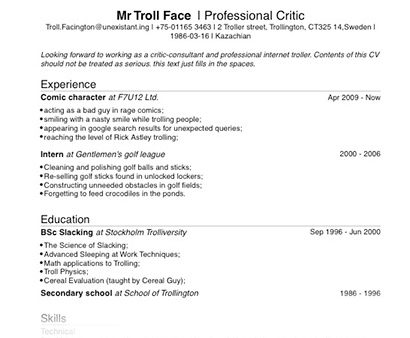 Mr Troll Face | Professional Critic
Troll.Facington@unexistant.ing | +75-01165 3463 | 2 Troller street, Trollington, CT325 14,Sweden |
1986-03-16 | Kazachian
Looking forward to working as a critic-consultant and professional internet troller. Contents of this CV
should not be treated as serious. this text just fills in the spaces.
Experience
Comic character at F7U12 Ltd. Apr 2009 - Now
•acting as a bad guy in rage comics;
•smiling with a nasty smile while trolling people;
•appearing in google search results for unexpected queries;
•reaching the level of Rick Astley trolling;
Intern at Gentlemen's golf league 2000 - 2006
•Cleaning and polishing golf balls and sticks;
•Re-selling golf sticks found in unlocked lockers;
•Constructing unneeded obstacles in golf fields;
•Forgetting to feed crocodiles in the ponds.
Education
BSc Slacking at Stockholm Trolliversity Sep 1996 - Jun 2000
•The Science of Slacking;
•Advanced Sleeping at Work Techniques;
•Math applications to Trolling;
•Troll Physics;
•Cereal Evaluation (taught by Cereal Guy);
Secondary school at School of Trollington 1986 - 1996
Skills
Technical